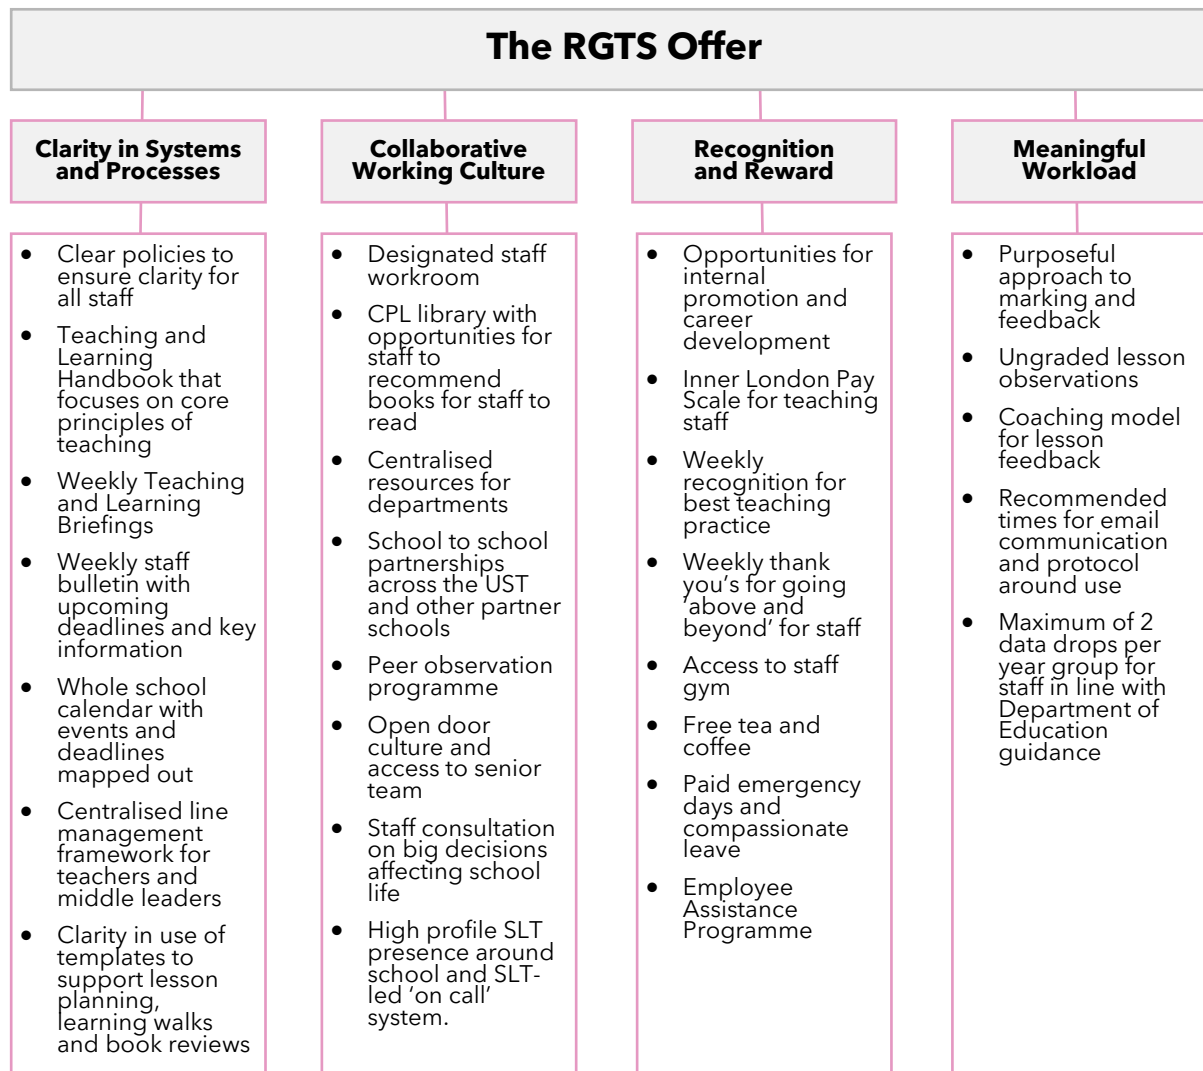 The RGTS Offer
Clarity in Systems
and Processes
• Clear policies to
ensure clarity for
all staff
• Teaching and
Learning
Handbook that
focuses on core
principles of
teaching
• Weekly Teaching
and Learning
Briefings
• Weekly staff
bulletin with
upcoming
deadlines and key
information
• Whole school
calendar with
events and
deadlines
mapped out
• Centralised line
management
framework for
teachers and
middle leaders
• Clarity in use of
templates to
support lesson
planning,
learning walks
and book reviews
Collaborative
Working Culture
• Designated staff
workroom
• CPL library with
opportunities for
staff to
recommend
books for staff to
read
• Centralised
resources for
departments
• School to school
partnerships
across the UST
and other partner
schools
• Peer observation
programme
• Open door
culture and
access to senior
team
• Staff consultation
on big decisions
affecting school
life
• High profile SLT
presence around
school and SLT-
led ‘on call’
system.
Recognition
and Reward
• Opportunities for
internal
promotion and
career
development
• Inner London Pay
Scale for teaching
staff
• Weekly
recognition for
best teaching
practice
• Weekly thank
you’s for going
‘above and
beyond’ for staff
• Access to staff
gym
• Free tea and
coffee
• Paid emergency
days and
compassionate
leave
• Employee
Assistance
Programme
Meaningful
Workload
• Purposeful
approach to
marking and
feedback
• Ungraded lesson
observations
• Coaching model
for lesson
feedback
• Recommended
times for email
communication
and protocol
around use
• Maximum of 2
data drops per
year group for
staff in line with
Department of
Education
guidance